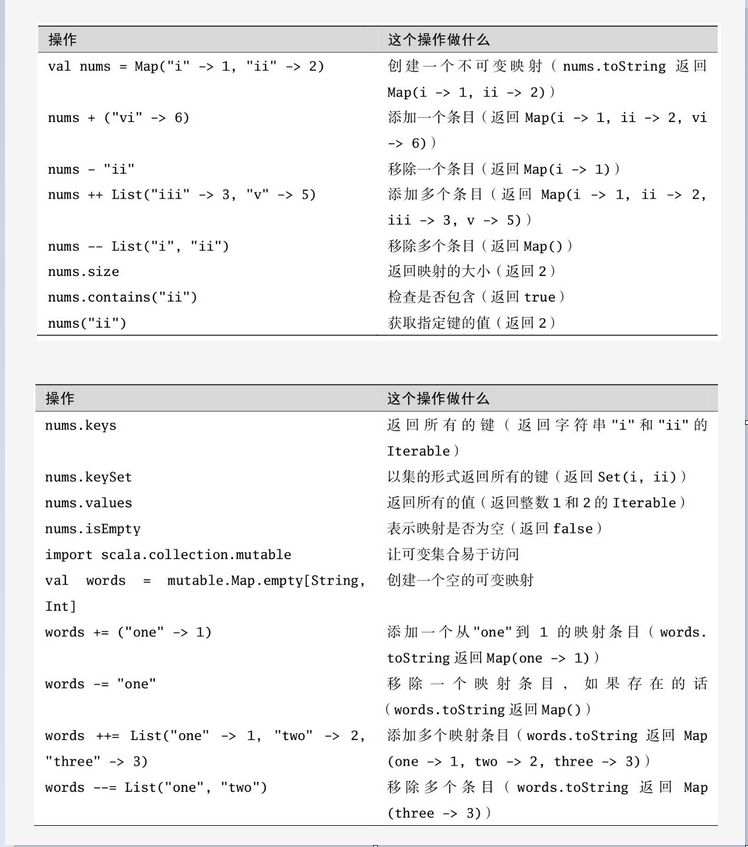 操作 这个操作做什么
val nums = Map("i" -> 1, "ii" -> 2) 创建一个不可变映射（nums.toString 返回
Map(i -> 1, ii -> 2)）
nums + ("vi" -> 6) 添加一个条目（返回 Map(i -> 1, ii -> 2, vi
-> 6)）
nums - "ii" 移除一个条目（返回 Map(i -> 1)）
nums ++ List("iii" -> 3, "v" -> 5) 添加多个条目（返回 Map(i -> 1, ii -> 2,
iii -> 3, v -> 5)）
nums -- List("i", "ii") 移除多个条目（返回 Map()）
nums.size 返回映射的大小（返回 2）
nums.contains("ii") 检查是否包含（返回 true）
nums("ii") 获取指定键的值（返回 2）
操作 这个操作做什么
nums.keys 返回所有的键（返回字符串"i"和"ii"的
Iterable）
nums.keySet 以集的形式返回所有的键（返回 Set(i, ii)）
nums.values 返回所有的值（返回整数 1 和 2 的 Iterable）
nums.isEmpty 表示映射是否为空（返回 false）
import scala.collection.mutable 让可变集合易于访问
val words = mutable.Map.empty[String, 创建一个空的可变映射
Int]
words += ("one" -> 1) 添加一个从"one"到 1 的映射条目（words.
toString 返回 Map(one -> 1)）
words -= "one" 移除一个映射条目，如果存在的话
（words.toString 返回 Map()）
words ++= List("one" -> 1, "two" -> 2, 添加多个映射条目（words.toString 返回 Map
"three" -> 3) (one -> 1, two -> 2, three -> 3)）
words --= List("one", "two") 移除多个条目（words.toString 返回 Map
(three -> 3)）